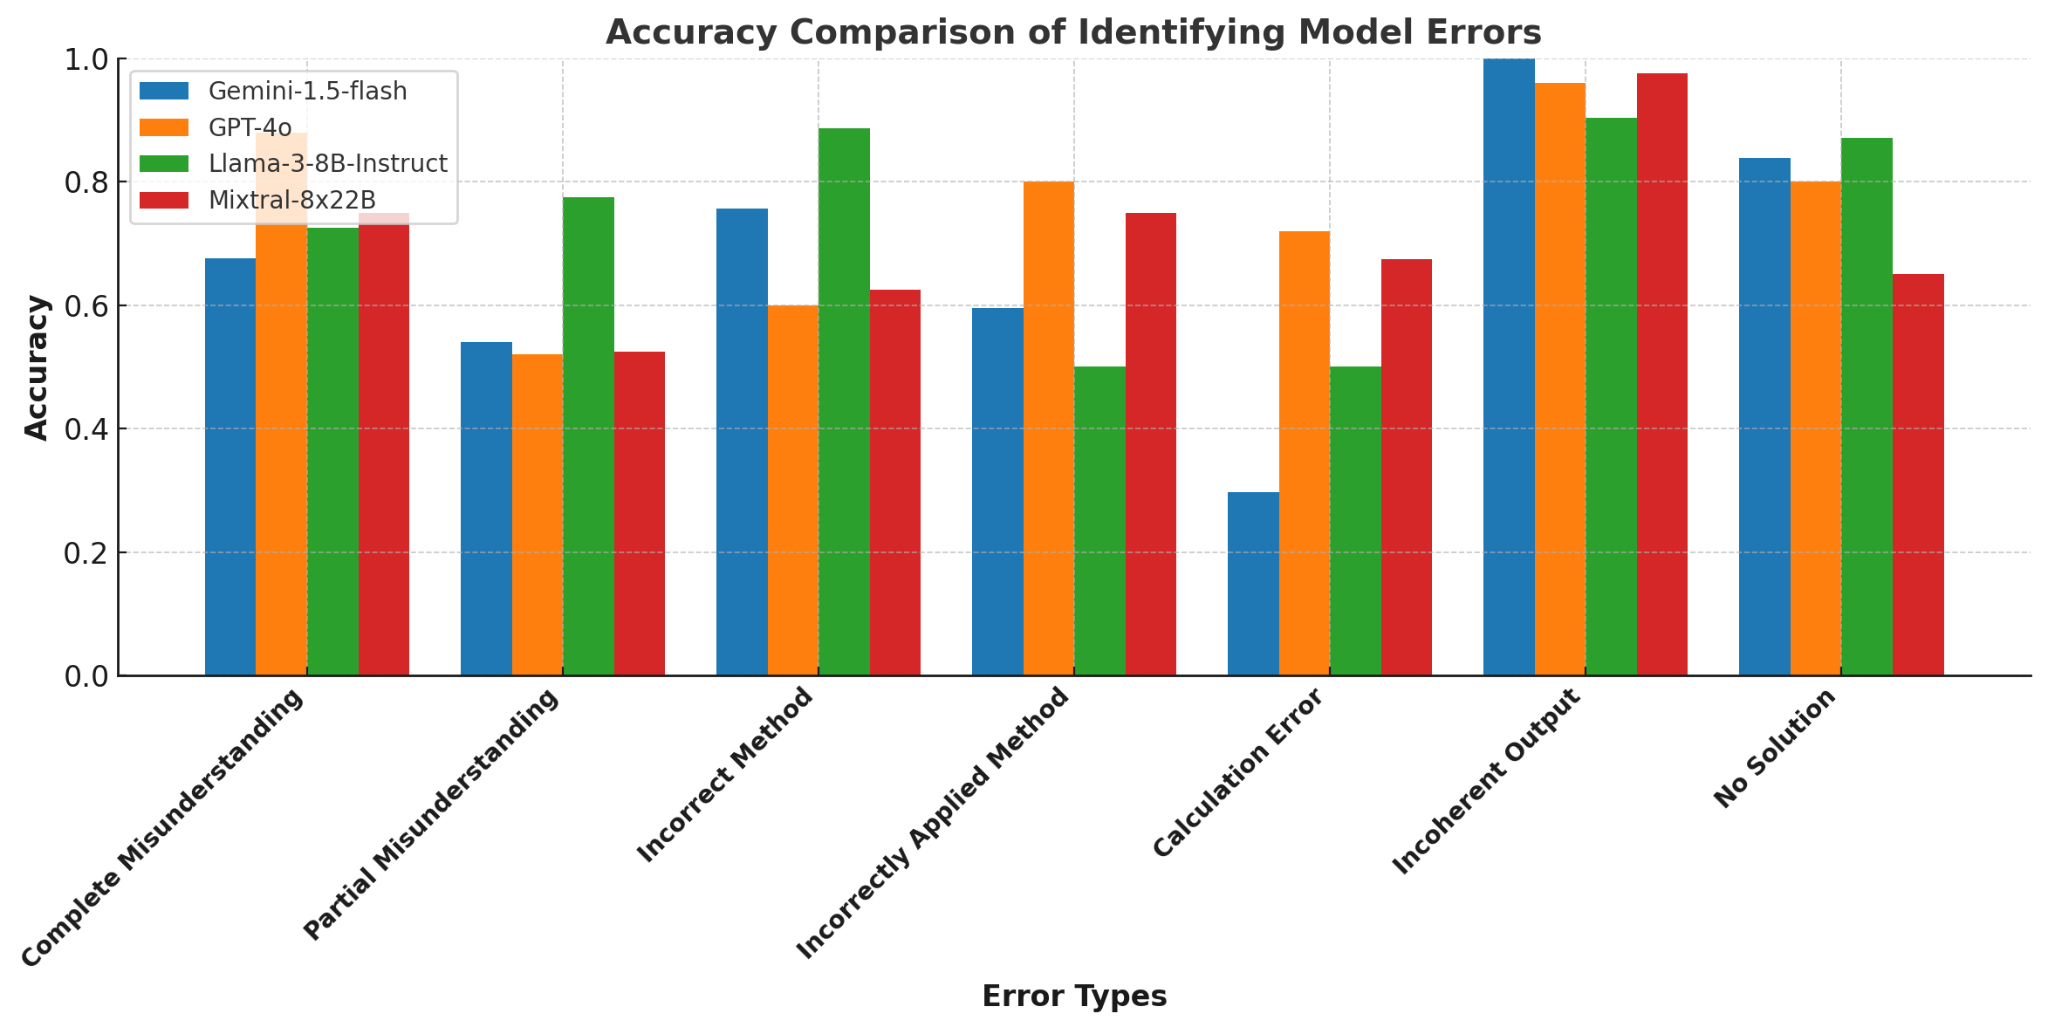 Accuracy Comparison of Identifying Model Errors
1.0
0.8
0.6
0.4
0.2
0.0
Accuracy
Gemini-1.5-flash
GPT-4o
Llama-3-8B-Instruct
Mixtral-8x22B
Complete Misunderstanding
Partial Misunderstanding
Incorrect Method
Incorrectly Applied Method
Calculation Error
Incoherent Output
No Solution
Error Types